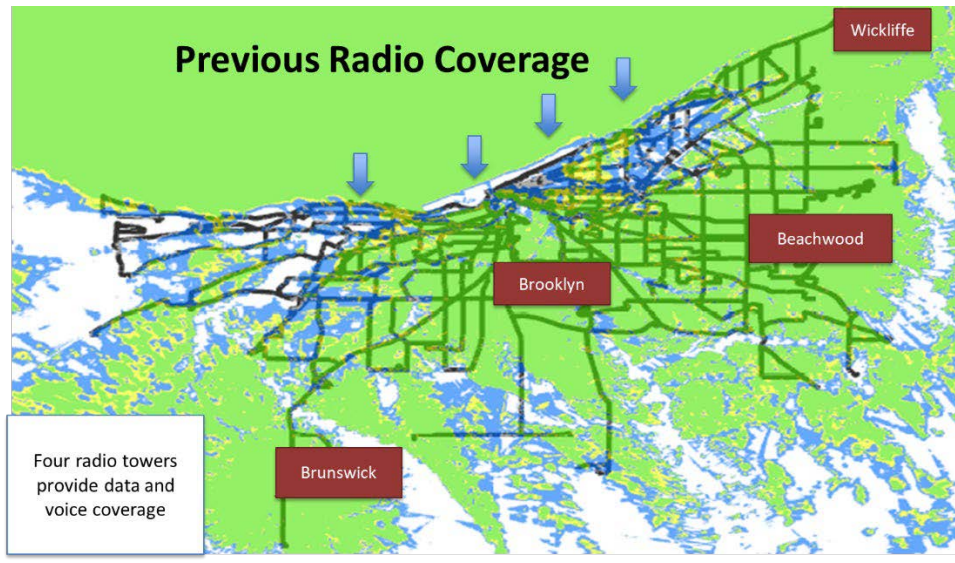 Wickliffe
Previous Radio Coverage
Beachwood
Brooklyn
Brunswick
Four radio towers
provide data and
voice coverage